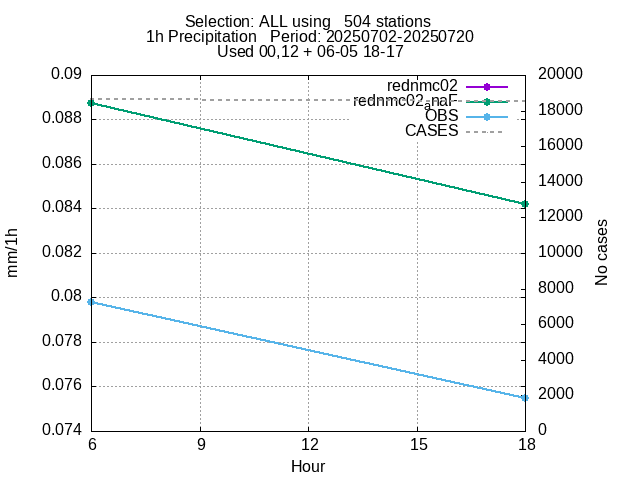 Selection: ALL using   504 stations
1h Precipitation   Period: 20250702-20250720
Used 00,12 + 06-05 18-17
0.09
0.088
0.086
0.084
0.082
0.08
0.078
0.076
0.074
mm/1h
rednmc02
rednmc02anaF
OBS
CASES
20000
18000
16000
14000
12000
10000
8000
6000
4000
2000
0
No cases
6 9 12 15 18
Hour